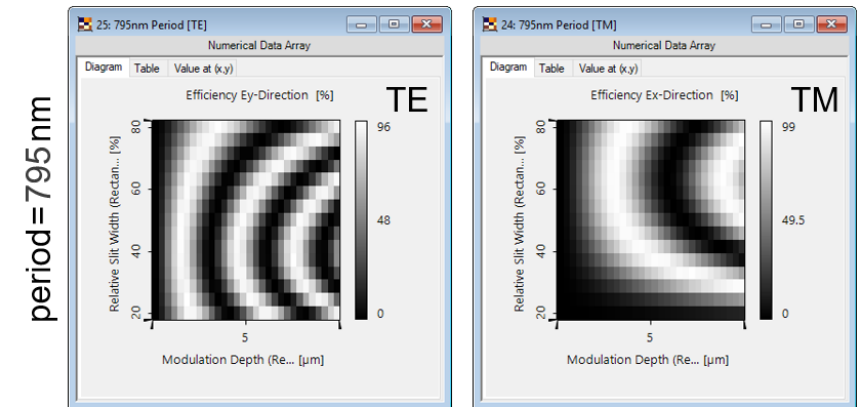 period = 795 nm
25: 795nm Period [TE]
Numerical Data Array
Diagram Table Value at (x,y)
Efficiency Ey-Direction [%]
TE
Relative Slit Width (Rectan... [%]
80
60
40
20
5
Modulation Depth (Re... [µm]
96
48
0
24: 795nm Period [TM]
Numerical Data Array
Diagram Table Value at (x,y)
Efficiency Ex-Direction [%]
TM
Relative Slit Width (Rectan... [%]
80
60
40
20
5
Modulation Depth (Re... [µm]
99
49.5
0